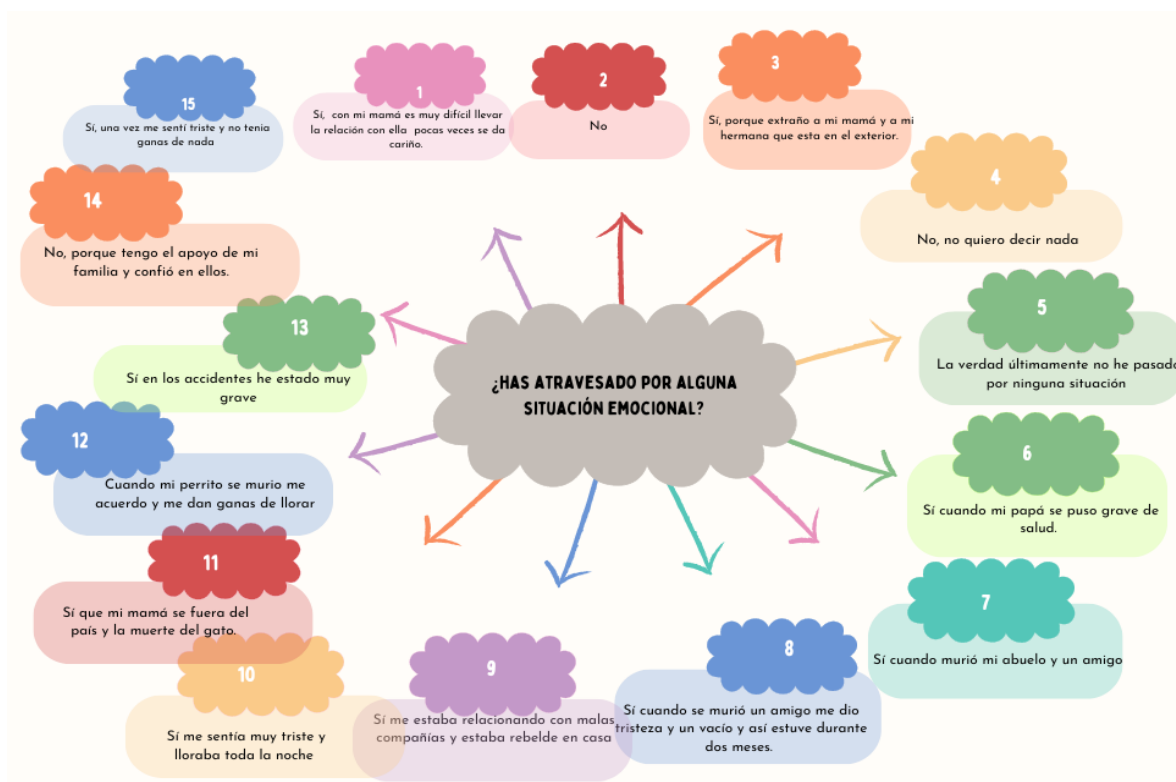 ¿HAS ATRAVESADO POR ALGUNA
SITUACIÓN EMOCIONAL?
1
Sí, con mi mamá es muy difícil llevar
la relación con ella pocas veces se da
cariño.
2
No
3
Sí, porque extraño a mi mamá y a mi
hermana que esta en el exterior.
4
No, no quiero decir nada
5
La verdad últimamente no he pasado
por ninguna situación
6
Sí cuando mi papá se puso grave de
salud.
7
Sí cuando murió mi abuelo y un amigo
8
Sí cuando se murió un amigo me dio
tristeza y un vacío y así estuve durante
dos meses.
9
Sí me estaba relacionando con malas
compañías y estaba rebelde en casa
10
Sí me sentía muy triste y
lloraba toda la noche
11
Sí que mi mamá se fuera del
país y la muerte del gato.
12
Cuando mi perrito se murio me
acuerdo y me dan ganas de llorar
13
Sí en los accidentes he estado muy
grave
14
No, porque tengo el apoyo de mi
familia y confió en ellos.
15
Sí, una vez me sentí triste y no tenia
ganas de nada